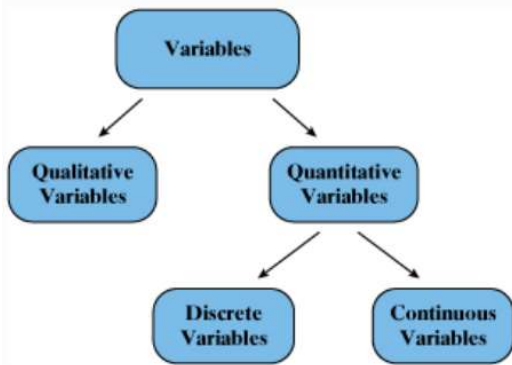 Variables
Qualitative
Variables
Quantitative
Variables
Discrete
Variables
Continuous
Variables